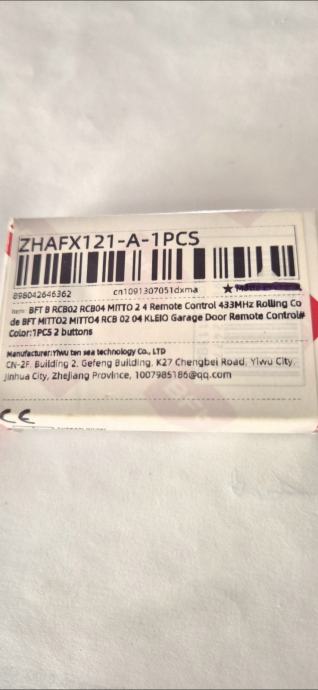 ZHAFX121-A-1PCS
898042646362 cn1091307051dxma ★
Item: BFT B RCB02 RCB04 MITTO 2 4 Remote Control 433MHz Rolling Co
de BFT MITTO2 MITTO4 RCB 02 04 KLEIO Garage Door Remote Control#
Color:1PCS 2 buttons
Manufacturer:Yiwu ten sea technology Co., LTD
CN-2F, Building 2, Gefeng Building, K27 Chengbei Road, Yiwu City,
Jinhua City, Zhejiang Province, 1007985186@qq.com
CE